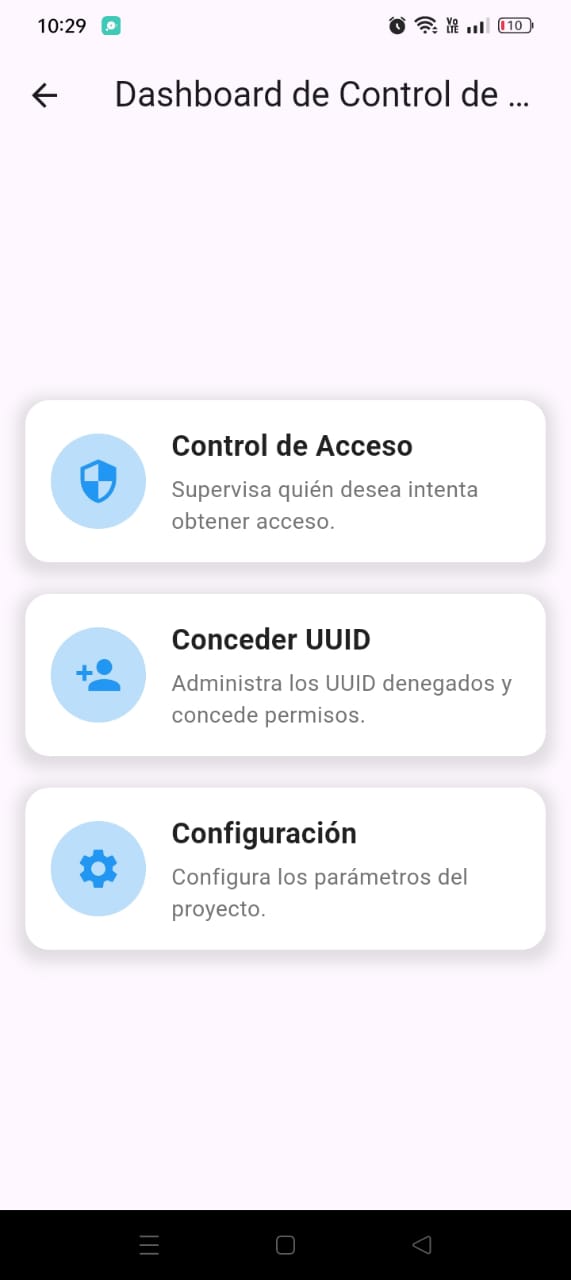 10:29
VO LTE
10
Dashboard de Control de ...
Control de Acceso
Supervisa quién desea intenta
obtener acceso.
Conceder UUID
Administra los UUID denegados y
concede permisos.
Configuración
Configura los parámetros del
proyecto.